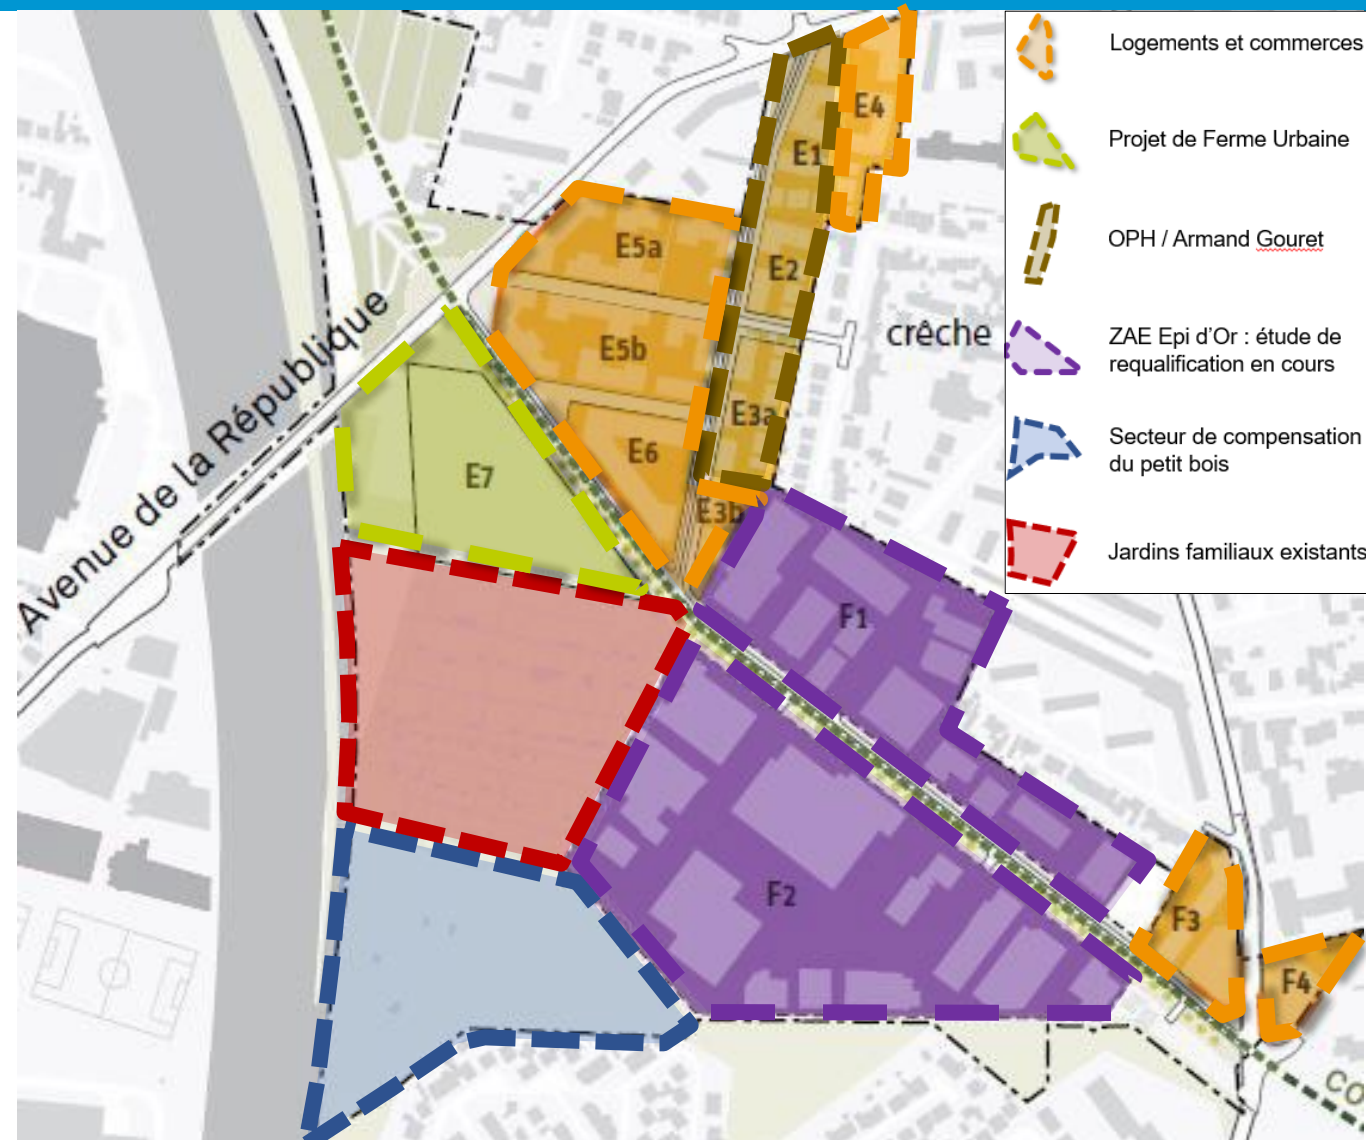 Logements et commerces
Projet de Ferme Urbaine
OPH / Armand Gouret
ZAE Epi d'Or : étude de
requalification en cours
Secteur de compensation
du petit bois
Jardins familiaux existants
E4
E1
E5a
E2
crêche
E5b
E3a
E6
E7
E3b
Avenue de la République
F1
F2
F3
F4
co